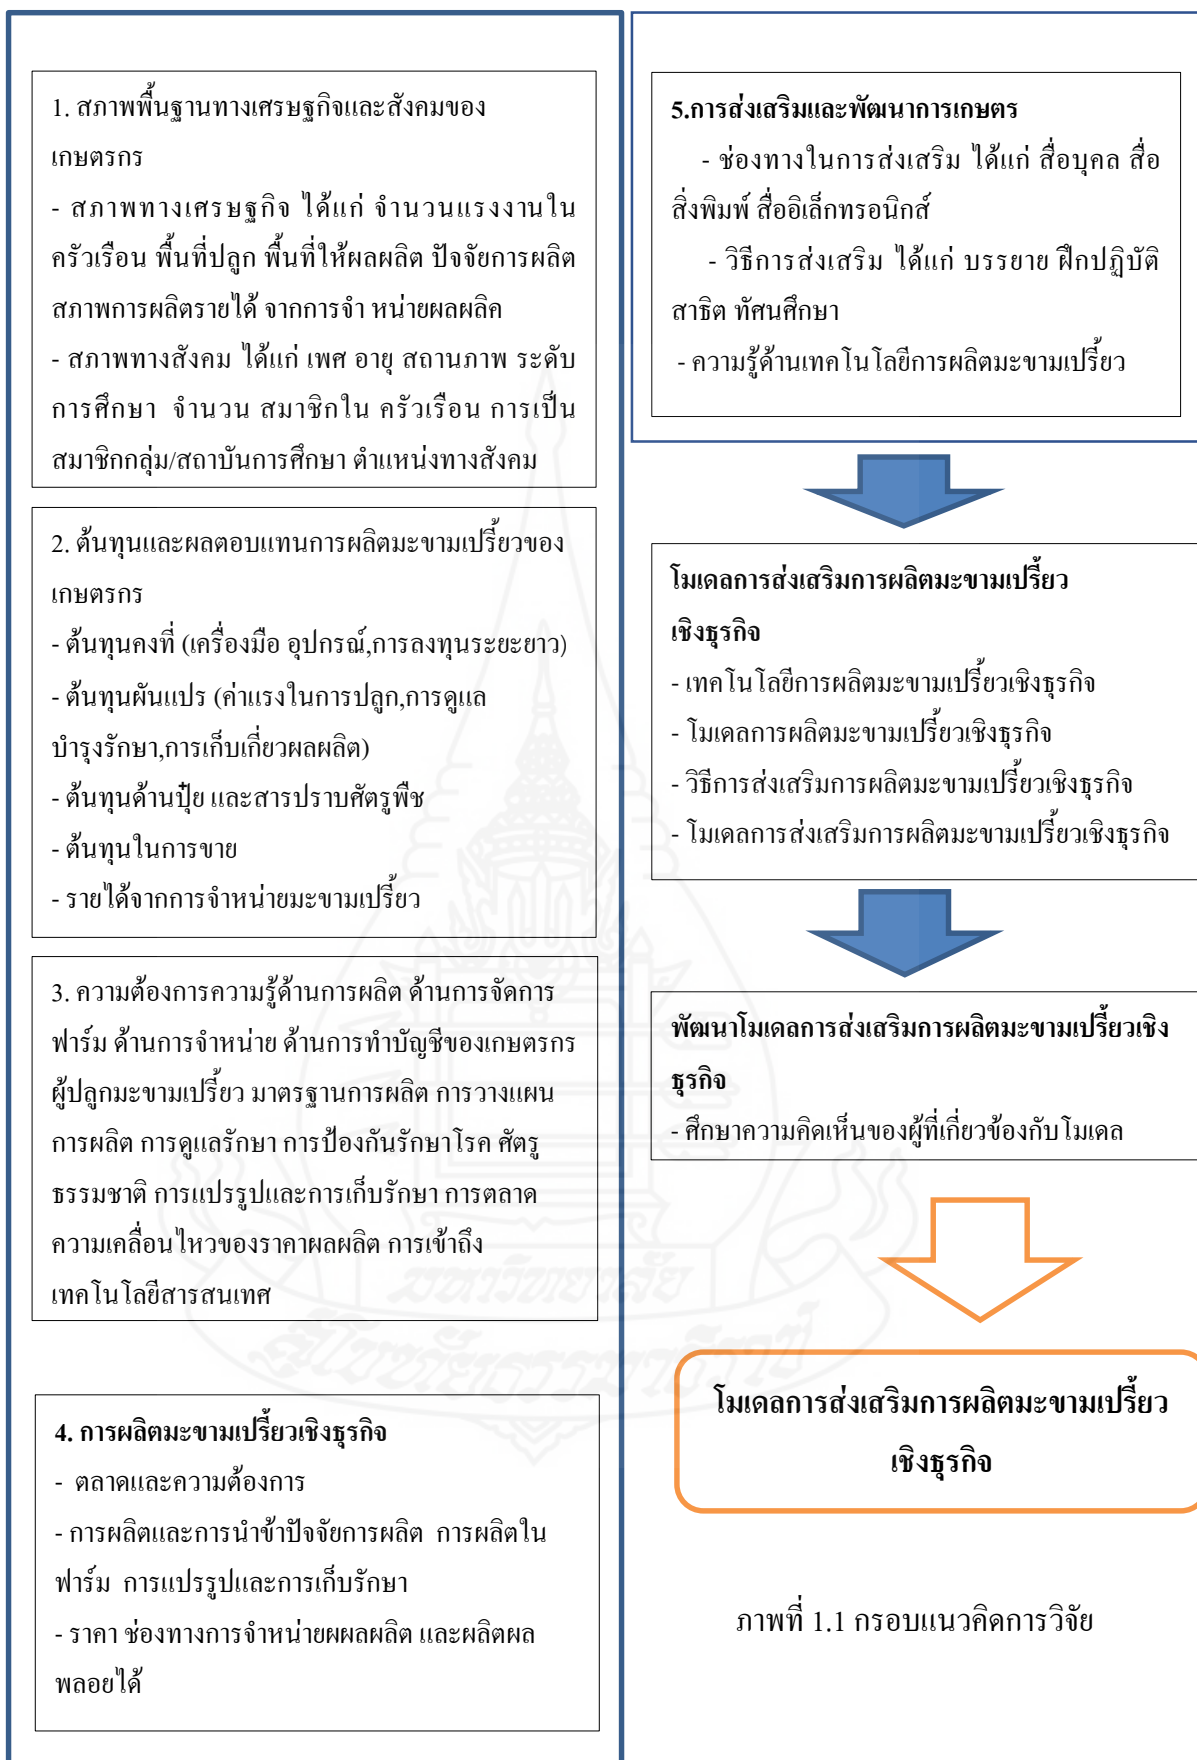 1. สภาพพื้นฐานทางเศรษฐกิจและสังคมของ
เกษตรกร
- สภาพทางเศรษฐกิจ ได้แก่ จำนวนแรงงานใน
ครัวเรือน พื้นที่ปลูก พื้นที่ให้ผลผลิต ปัจจัยการผลิต
สภาพการผลิตรายได้ จากการจำ หน่ายผลผลิค
- สภาพทางสังคม ได้แก่ เพศ อายุ สถานภาพ ระดับ
การศึกษา จำนวน สมาชิกใน ครัวเรือน การเป็น
สมาชิกกลุ่ม/สถาบันการศึกษา ตำแหน่งทางสังคม
2. ต้นทุนและผลตอบแทนการผลิตมะขามเปรี้ยวของ
เกษตรกร
- ต้นทุนคงที่ (เครื่องมือ อุปกรณ์,การลงทุนระยะยาว)
- ต้นทุนผันแปร (ค่าแรงในการปลูก,การดูแล
บำรุงรักษา,การเก็บเกี่ยวผลผลิต)
- ต้นทุนด้านปุ๋ย และสารปราบศัตรูพืช
- ต้นทุนในการขาย
- รายได้จากการจำหน่ายมะขามเปรี้ยว
3. ความต้องการความรู้ด้านการผลิต ด้านการจัดการ
ฟาร์ม ด้านการจำหน่าย ด้านการทำบัญชีของเกษตรกร
ผู้ปลูกมะขามเปรี้ยว มาตรฐานการผลิต การวางแผน
การผลิต การดูแลรักษา การป้องกันรักษาโรค ศัตรู
ธรรมชาติ การแปรรูปและการเก็บรักษา การตลาด
ความเคลื่อนไหวของราคาผลผลิต การเข้าถึง
เทคโนโลยีสารสนเทศ
4. การผลิตมะขามเปรี้ยวเชิงธุรกิจ
- ตลาดและความต้องการ
- การผลิตและการนำข้าปัจจัยการผลิต การผลิตใน
ฟาร์ม การแปรรูปและการเก็บรักษา
- ราคา ช่องทางการจำหน่ายผผลผลิต และผลิตผล
พลอยได้
5.การส่งเสริมและพัฒนาการเกษตร
- ช่องทางในการส่งเสริม ได้แก่ สื่อบุคล สื่อ
สิ่งพิมพ์ สื่ออิเล็กทรอนิกส์
- วิธีการส่งเสริม ได้แก่ บรรยาย ฝึกปฏิบัติ
สาธิต ทัศนศึกษา
- ความรู้ด้านเทคโนโลยีการผลิตมะขามเปรี้ยว
โมเดลการส่งเสริมการผลิตมะขามเปรี้ยว
เชิงธุรกิจ
- เทคโนโลยีการผลิตมะขามเปรี้ยวเชิงธุรกิจ
- โมเดลการผลิตมะขามเปรี้ยวเชิงธุรกิจ
- วิธีการส่งเสริมการผลิตมะขามเปรี้ยวเชิงธุรกิจ
- โมเดลการส่งเสริมการผลิตมะขามเปรี้ยวเชิงธุรกิจ
พัฒนาโมเดลการส่งเสริมการผลิตมะขามเปรี้ยวเชิง
ธุรกิจ
- ศึกษาความคิดเห็นของผู้ที่เกี่ยวข้องกับโมเดล
โมเดลการส่งเสริมการผลิตมะขามเปรี้ยว
เชิงธุรกิจ
ภาพที่ 1.1 กรอบแนวคิดการวิจัย
มหาวิทยาลัย
สุโขทัยธรรมาธิราช